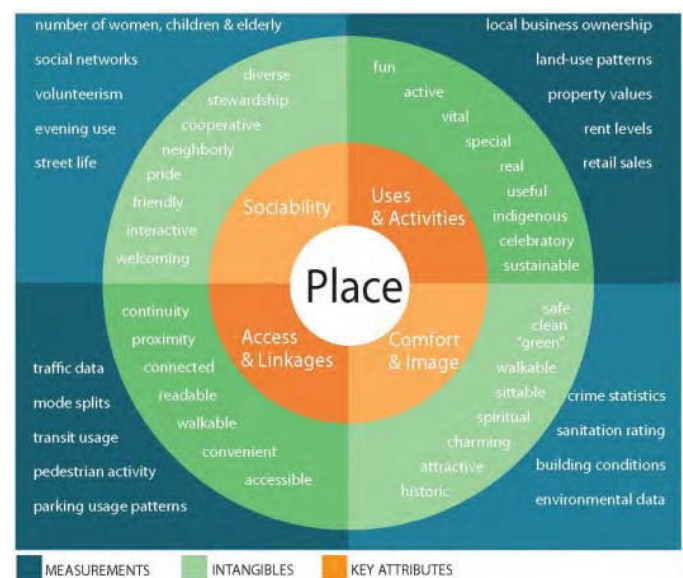 number of women, children & elderly
social networks
volunteerism
evening use
street life
diverse
stewardship
cooperative
neighborly
pride
friendly
interactive
welcoming
Sociability
local business ownership
land-use patterns
property values
rent levels
retail sales
fun
active
vital
special
real
useful
indigenous
celebratory
sustainable
Uses
& Activities
Place
traffic data
mode splits
transit usage
pedestrian activity
parking usage patterns
continuity
proximity
connected
readable
walkable
convenient
accessible
Access
& Linkages
Comfort
& Image
safe
clean
"green"
walkable
sittable
spiritual
charming
attractive
historic
crime statistics
sanitation rating
building conditions
environmental data
MEASUREMENTS
INTANGIBLES
KEY ATTRIBUTES